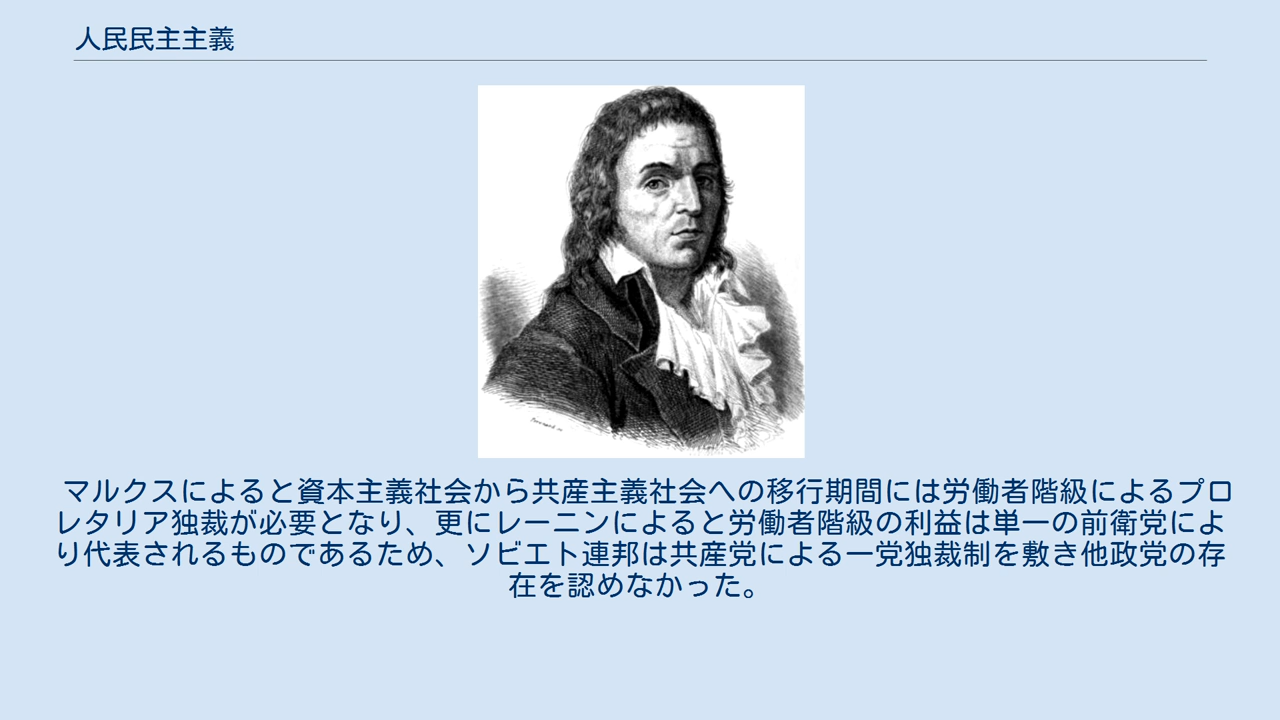 人民民主主義
マルクスによると資本主義社会から共産主義社会への移行期間には労働者階級によるプロ
レタリア独裁が必要となり、更にレーニンによると労働者階級の利益は単一の前衛党によ
り代表されるものであるため、ソビエト連邦は共産党による一党独裁制を敷き他政党の存
在を認めなかった。